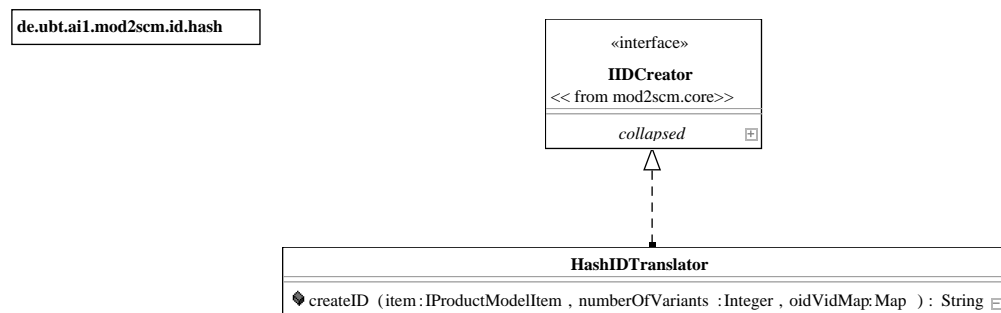 de.ubt.ai1.mod2scm.id.hash
«interface»
IIDCreator
<< from mod2scm.core>>
collapsed
HashIDTranslator
createID (item:IProductModelItem , numberOfVariants :Integer , oidVidMap:Map ) : String